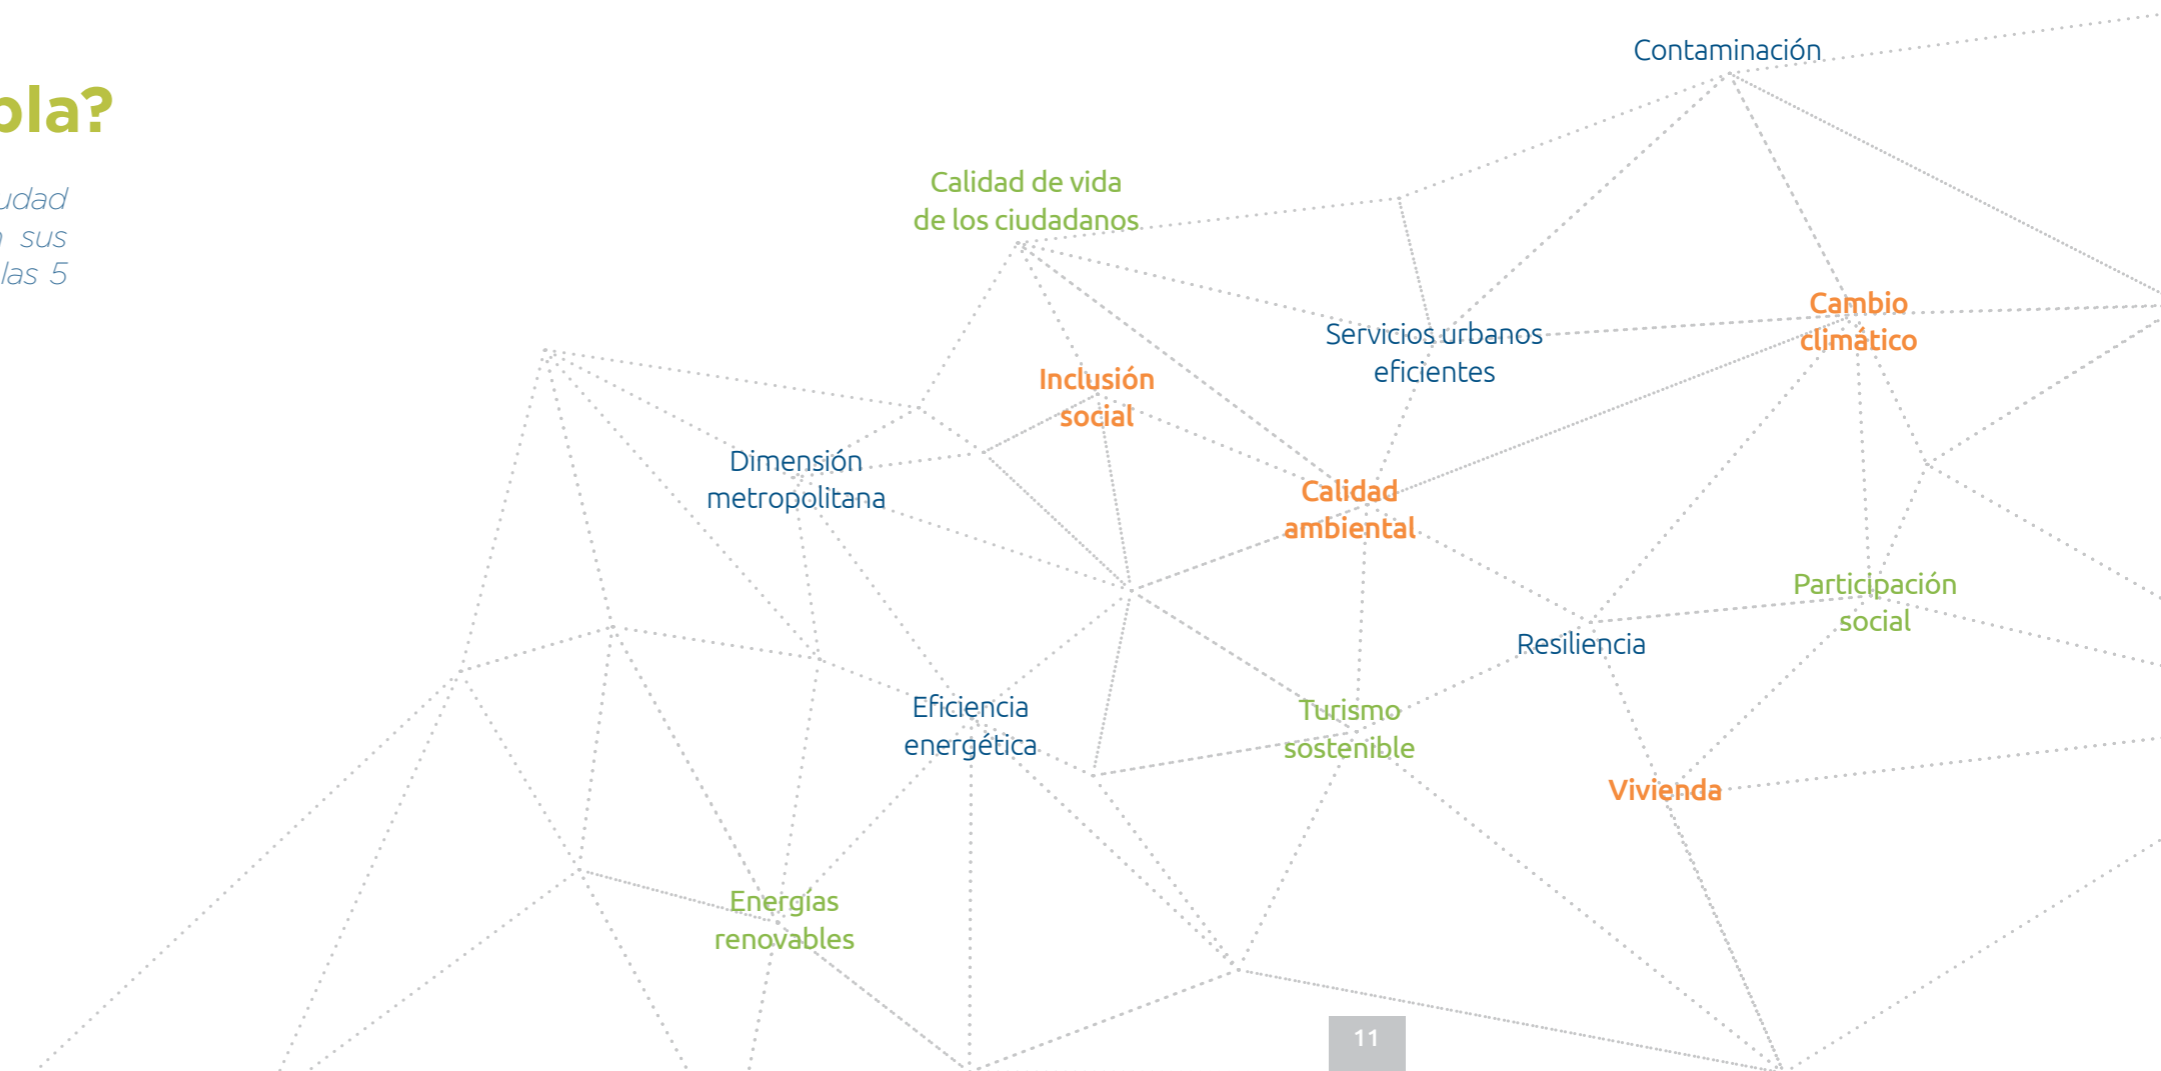 bla?
udad
sus
las 5
Contaminación
Calidad de vida
de los ciudadanos
Cambio
climático
Servicios urbanos
eficientes
Inclusión
social
Dimensión
metropolitana
Calidad
ambiental
Participación
social
Resiliencia
Eficiencia
energética
Turismo
sostenible
Vivienda
Energías
renovables
11